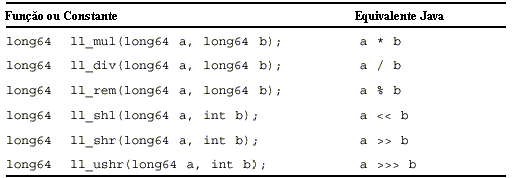 Função ou Constante Equivalente Java
long64 ll_mul(long64 a, long64 b); a * b
long64 ll_div(long64 a, long64 b); a / b
long64 ll_rem(long64 a, long64 b); a % b
long64 ll_shl(long64 a, int b); a << b
long64 ll_shr(long64 a, int b); a >> b
long64 ll_ushr(long64 a, int b); a >>> b